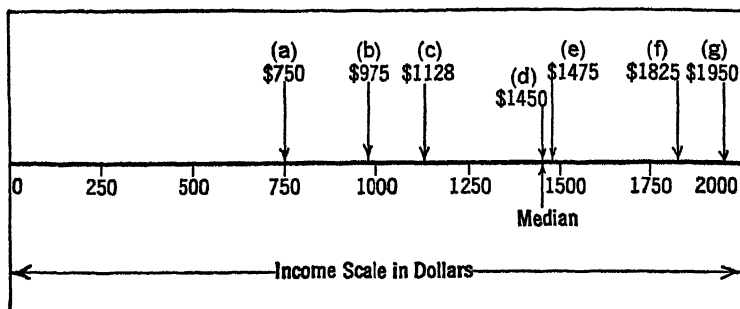 (a) (b) (c) (e) (f) (g)
$750 $975 $1128 (d) $1475 $1825 $1950
$1450
0 250 500 750 1000 1250 1500 1750 2000
Median
Income Scale in Dollars